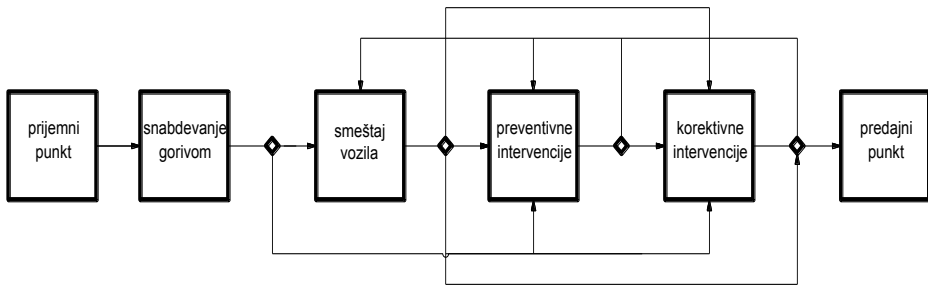 prijemni
punkt
snabdevanje
gorivom
smeštaj
vozila
preventivne
intervencije
korektivne
intervencije
predajni
punkt